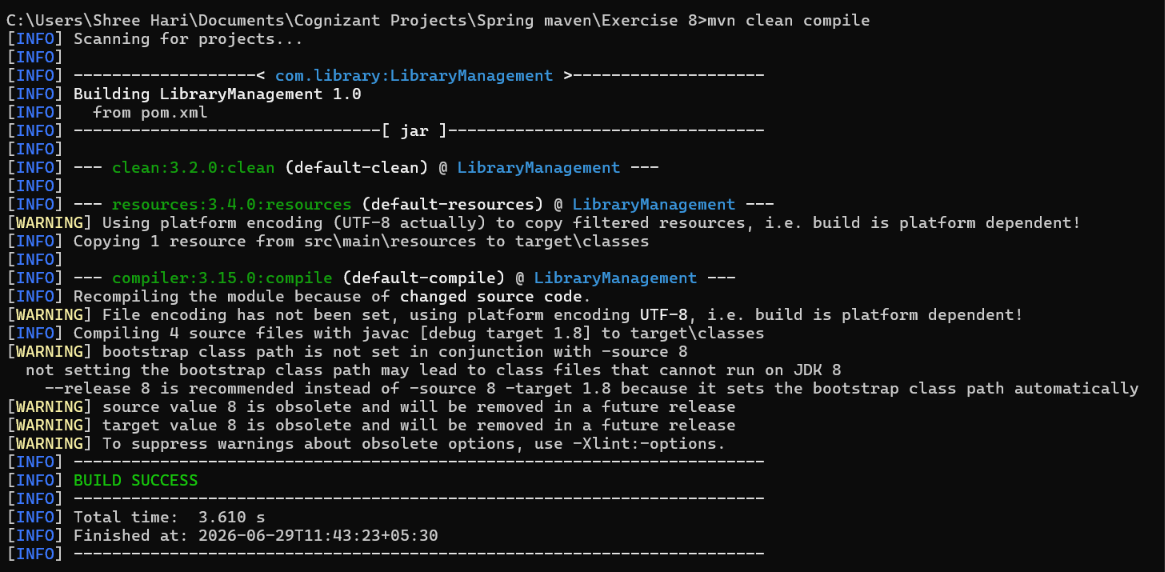 C:\Users\Shree Hari\Documents\Cognizant Projects\Spring maven\Exercise 8>mvn clean compile
[INFO] Scanning for projects...
[INFO]
[INFO] -------------------< com.library:LibraryManagement >--------------------
[INFO] Building LibraryManagement 1.0
[INFO]   from pom.xml
[INFO] --------------------------------[ jar ]---------------------------------
[INFO]
[INFO] --- clean:3.2.0:clean (default-clean) @ LibraryManagement ---
[INFO]
[INFO] --- resources:3.4.0:resources (default-resources) @ LibraryManagement ---
[WARNING] Using platform encoding (UTF-8 actually) to copy filtered resources, i.e. build is platform dependent!
[INFO] Copying 1 resource from src\main\resources to target\classes
[INFO]
[INFO] --- compiler:3.15.0:compile (default-compile) @ LibraryManagement ---
[INFO] Recompiling the module because of changed source code.
[WARNING] File encoding has not been set, using platform encoding UTF-8, i.e. build is platform dependent!
[INFO] Compiling 4 source files with javac [debug target 1.8] to target\classes
[WARNING] bootstrap class path is not set in conjunction with -source 8
  not setting the bootstrap class path may lead to class files that cannot run on JDK 8
    --release 8 is recommended instead of -source 8 -target 1.8 because it sets the bootstrap class path automatically
[WARNING] source value 8 is obsolete and will be removed in a future release
[WARNING] target value 8 is obsolete and will be removed in a future release
[WARNING] To suppress warnings about obsolete options, use -Xlint:-options.
[INFO] ------------------------------------------------------------------------
[INFO] BUILD SUCCESS
[INFO] ------------------------------------------------------------------------
[INFO] Total time:  3.610 s
[INFO] Finished at: 2026-06-29T11:43:23+05:30
[INFO] ------------------------------------------------------------------------